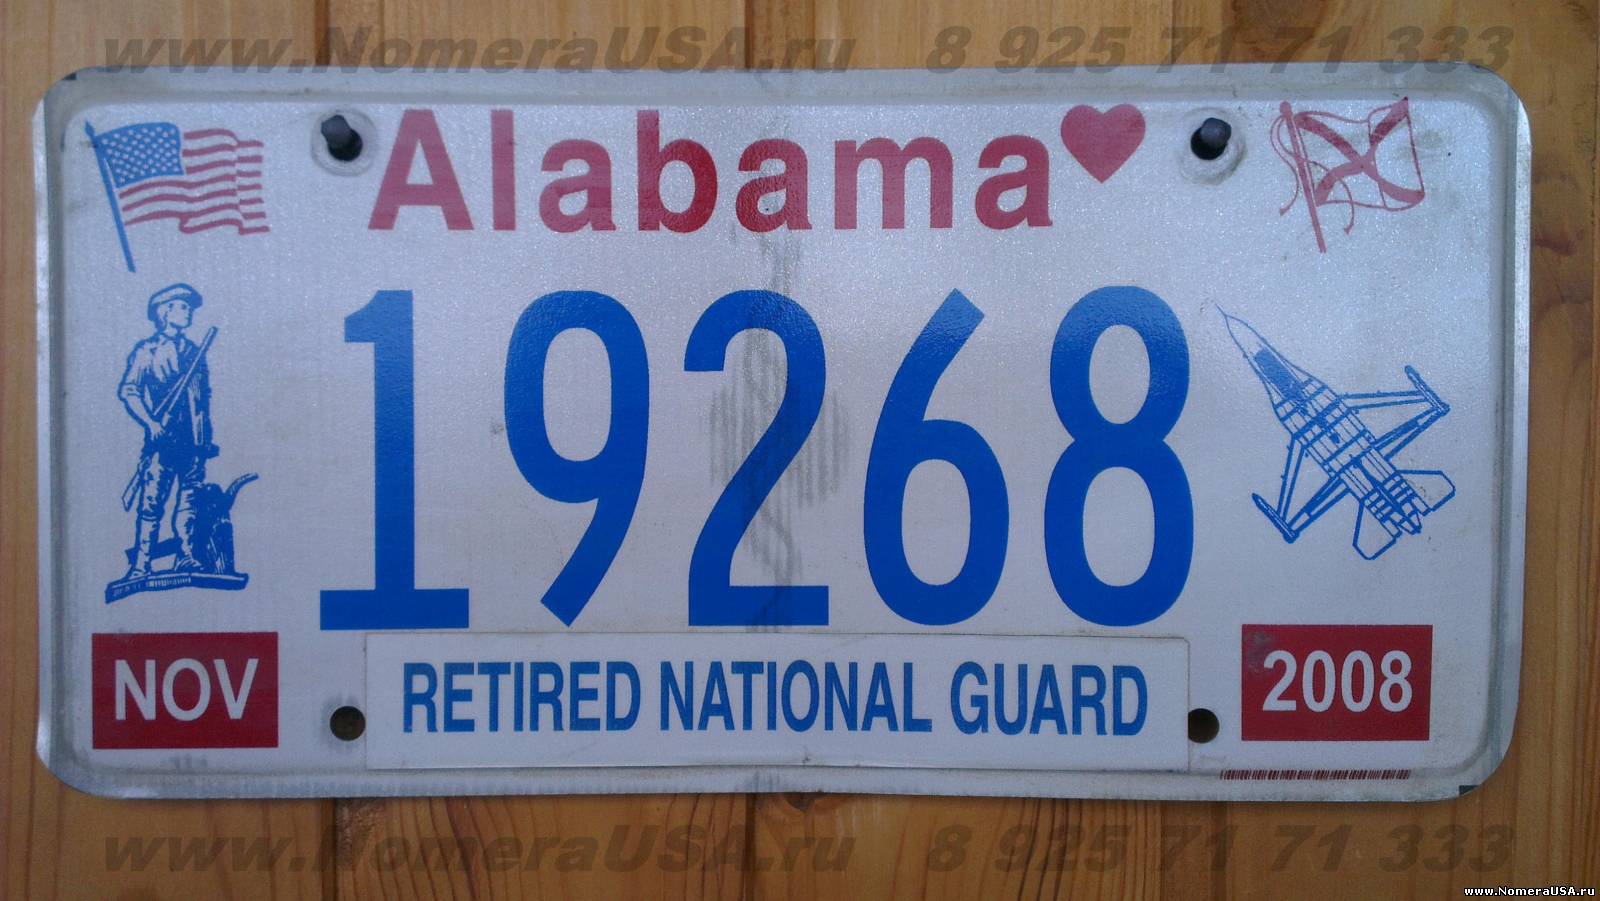 www.NomeraUSA.ru 8 925 71 71 333
Alabama
19268
NOV
RETIRED NATIONAL GUARD
2008
www.NomeraUSA.ru 8 925 71 71 333
www.NomeraUSA.ru